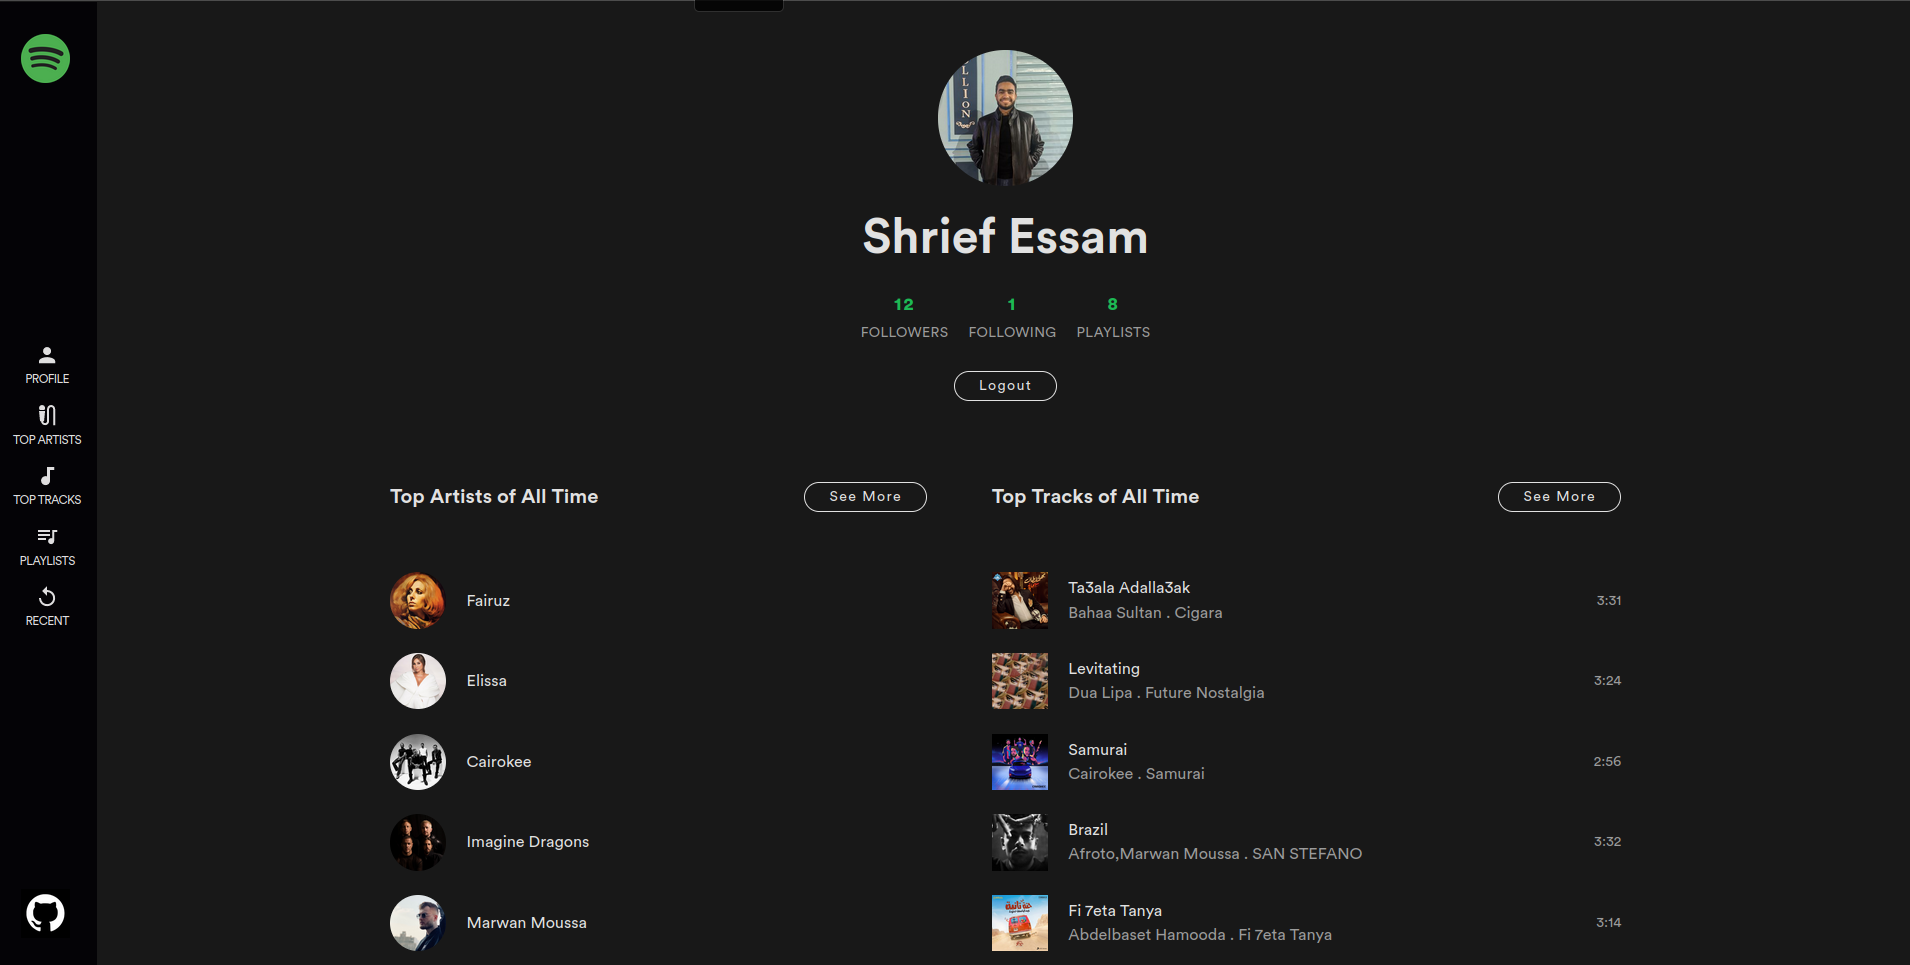 LLION
Shrief Essam
12 1 8
FOLLOWERS FOLLOWING PLAYLISTS
Logout
PROFILE
TOP ARTISTS
TOP TRACKS
PLAYLISTS
RECENT
Top Artists of All Time
See More
Fairuz
Elissa
Cairokee
Imagine Dragons
Marwan Moussa
Top Tracks of All Time
See More
Ta3ala Adalla3ak
Bahaa Sultan . Cigara
3:31
Levitating
Dua Lipa . Future Nostalgia
3:24
Samurai
Cairokee . Samurai
2:56
Brazil
Afroto,Marwan Moussa . SAN STEFANO
3:32
Fi 7eta Tanya
Abdelbaset Hamooda . Fi 7eta Tanya
3:14